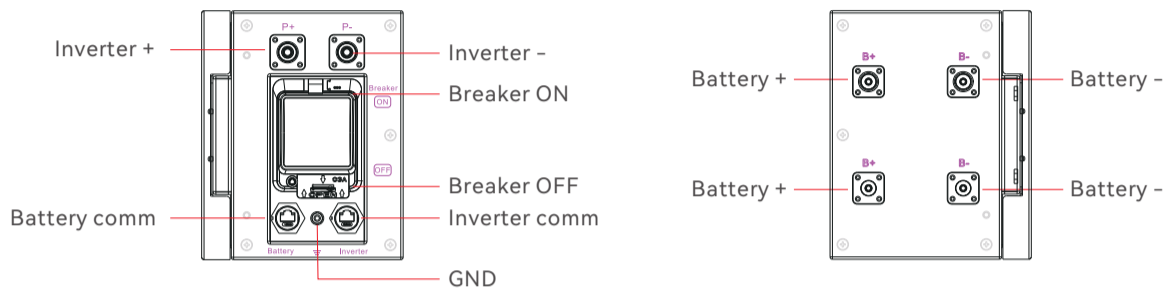 P+ P-
Inverter +
Inverter –
Breaker
ON
Breaker ON
OFF
Breaker OFF
Battery comm
Inverter comm
Battery Inverter
GND
B+ B-
Battery +
Battery –
B+ B-
Battery +
Battery –